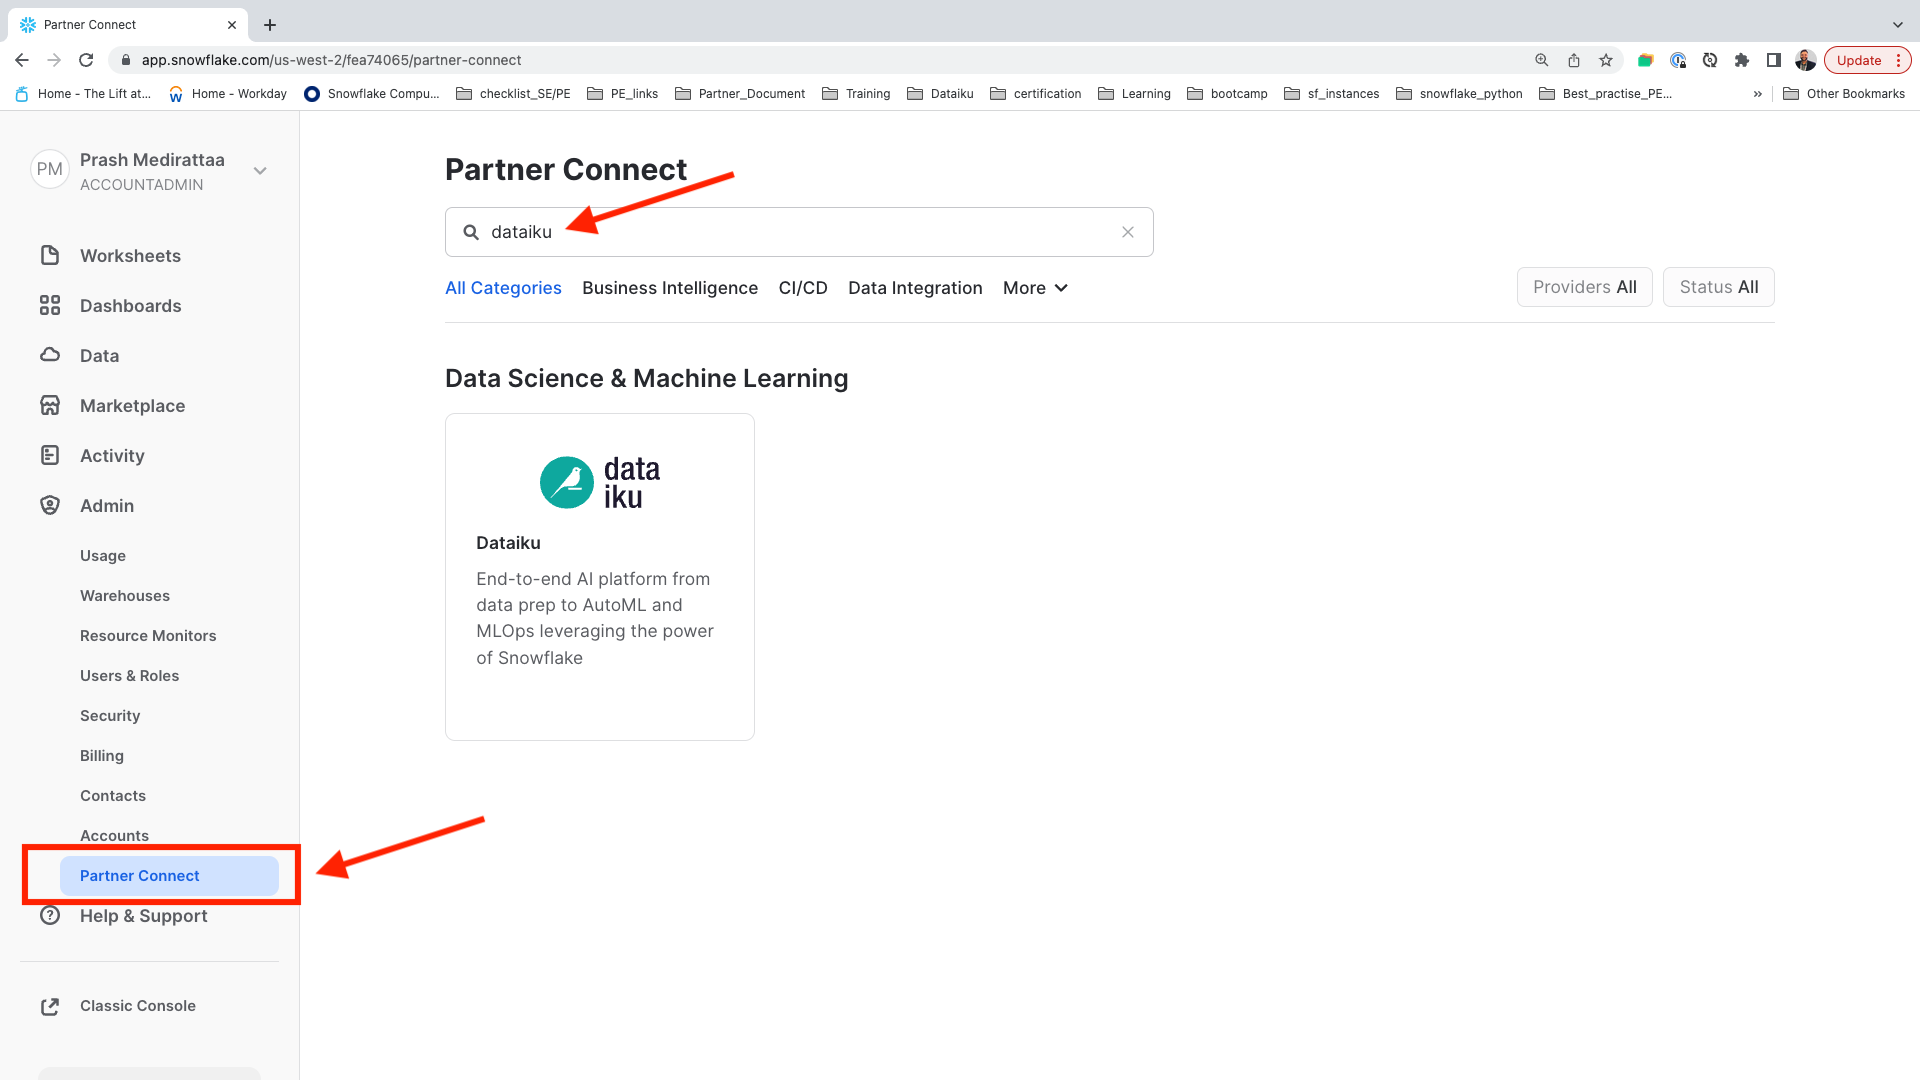 Partner Connect
app.snowflake.com/us-west-2/fea74065/partner-connect
Update
Home - The Lift at...
Home - Workday
Snowflake Compu...
checklist_SE/PE
PE_links
Partner_Document
Training
Dataiku
certification
Learning
bootcamp
sf_instances
snowflake_python
Best_practise_PE...
»
Other Bookmarks
PM
Prash Medirattaa
ACCOUNTADMIN
Worksheets
Dashboards
Data
Marketplace
Activity
Admin
Usage
Warehouses
Resource Monitors
Users & Roles
Security
Billing
Contacts
Accounts
Partner Connect
Help & Support
Classic Console
Partner Connect
dataiku
All Categories
Business Intelligence
CI/CD
Data Integration
More
Providers All
Status All
Data Science & Machine Learning
data
iku
Dataiku
End-to-end AI platform from
data prep to AutoML and
MLOps leveraging the power
of Snowflake